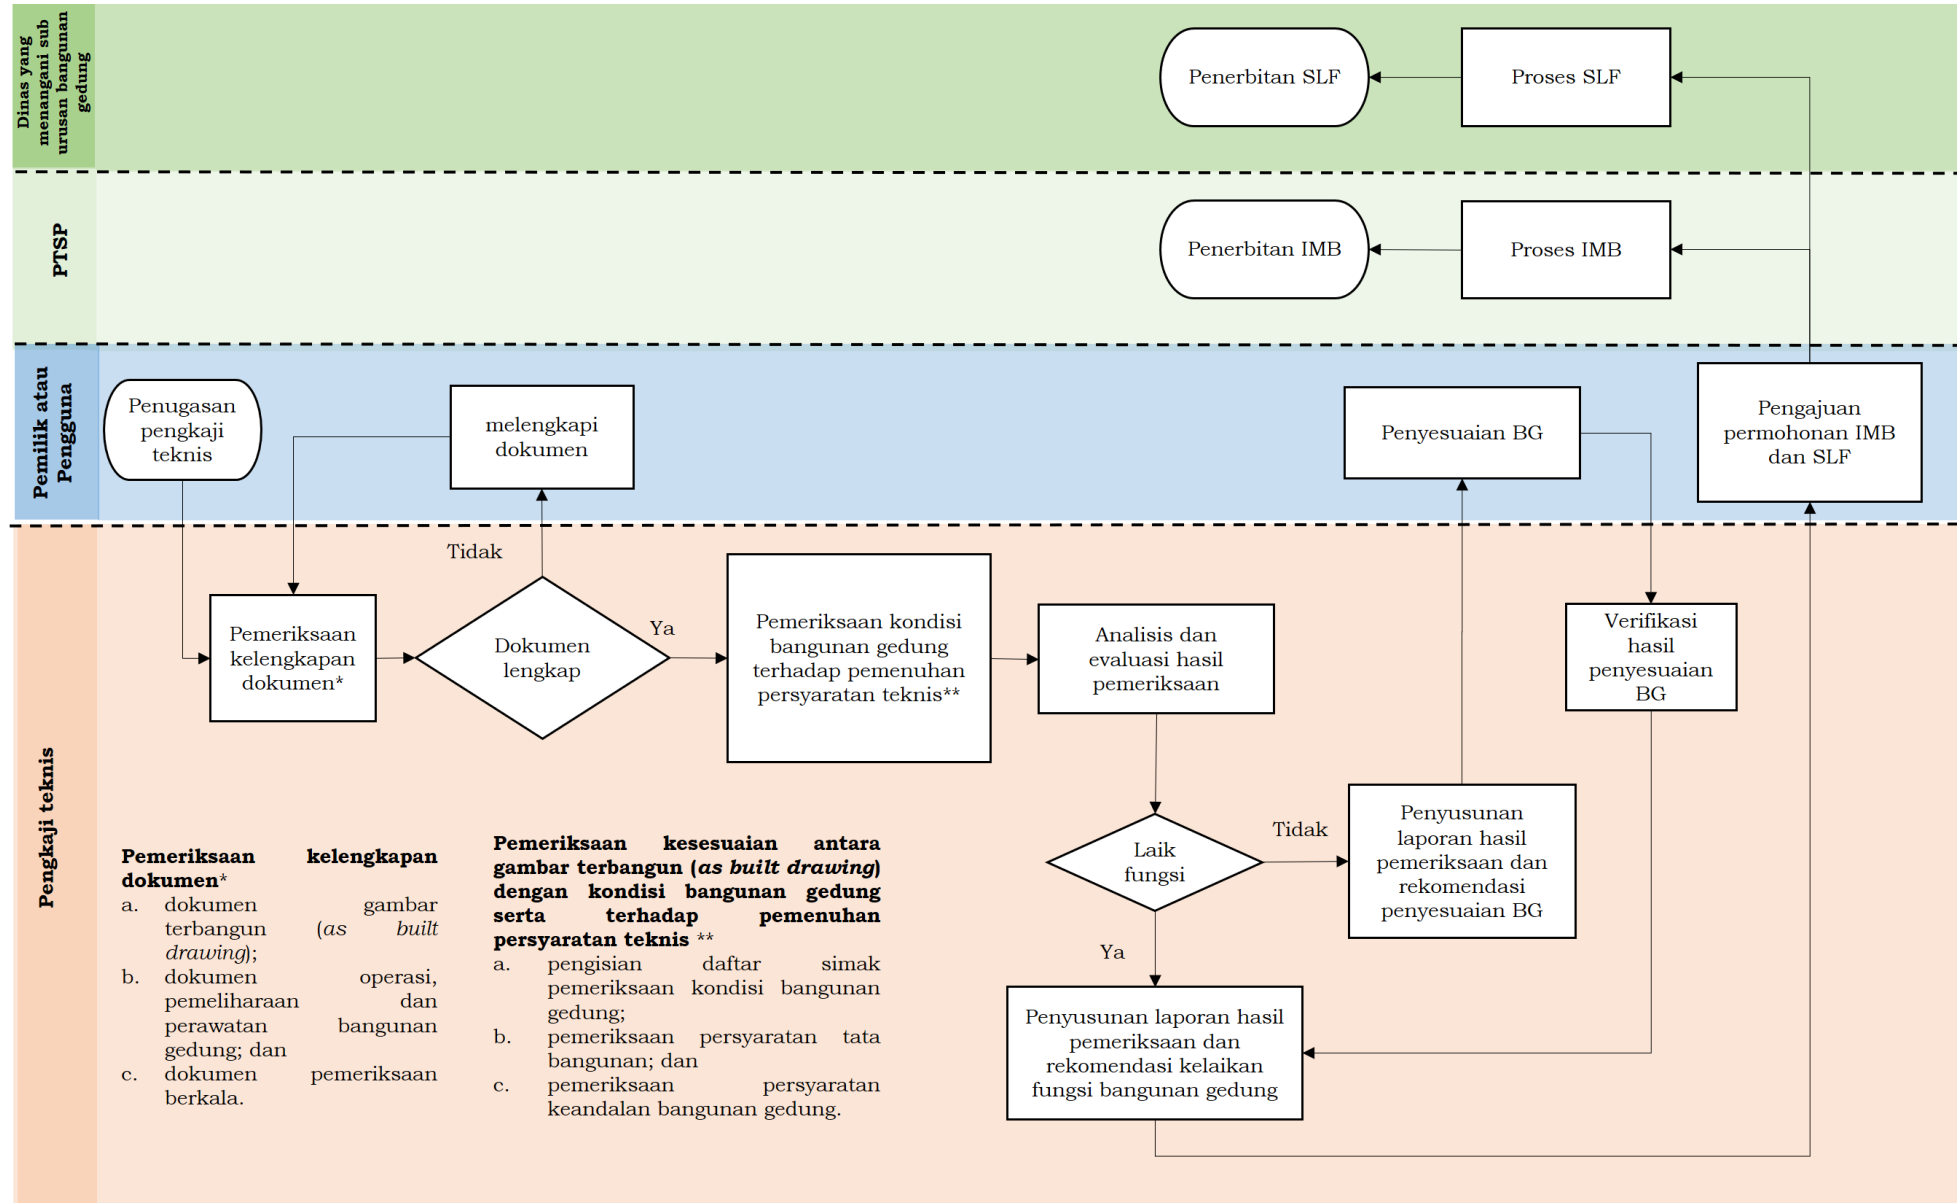 Dinas yang
menangani sub
urusan bangunan
gedung
Penerbitan SLF
Proses SLF
PTSP
Penerbitan IMB
Proses IMB
Pemilik atau
Pengguna
Penugasan
pengkaji
teknis
melengkapi
dokumen
Penyesuaian BG
Pengajuan
permohonan IMB
dan SLF
Pengkaji teknis
Tidak
Pemeriksaan
kelengkapan
dokumen*
Dokumen
lengkap
Ya
Pemeriksaan kondisi
bangunan gedung
terhadap pemenuhan
persyaratan teknis**
Analisis dan
evaluasi hasil
pemeriksaan
Verifikasi
hasil
penyesuaian
BG
Laik
fungsi
Tidak
Penyusunan
laporan hasil
pemeriksaan dan
rekomendasi
penyesuaian BG
Ya
Penyusunan laporan hasil
pemeriksaan dan
rekomendasi kelaikan
fungsi bangunan gedung
Pemeriksaan kelengkapan
dokumen*
a. dokumen gambar
terbangun (as built
drawing);
b. dokumen operasi,
pemeliharaan dan
perawatan bangunan
gedung; dan
c. dokumen pemeriksaan
berkala.
Pemeriksaan kesesuaian antara
gambar terbangun (as built drawing)
dengan kondisi bangunan gedung
serta terhadap pemenuhan
persyaratan teknis **
a. pengisian daftar simak
pemeriksaan kondisi bangunan
gedung;
b. pemeriksaan persyaratan tata
bangunan; dan
c. pemeriksaan persyaratan
keandalan bangunan gedung.